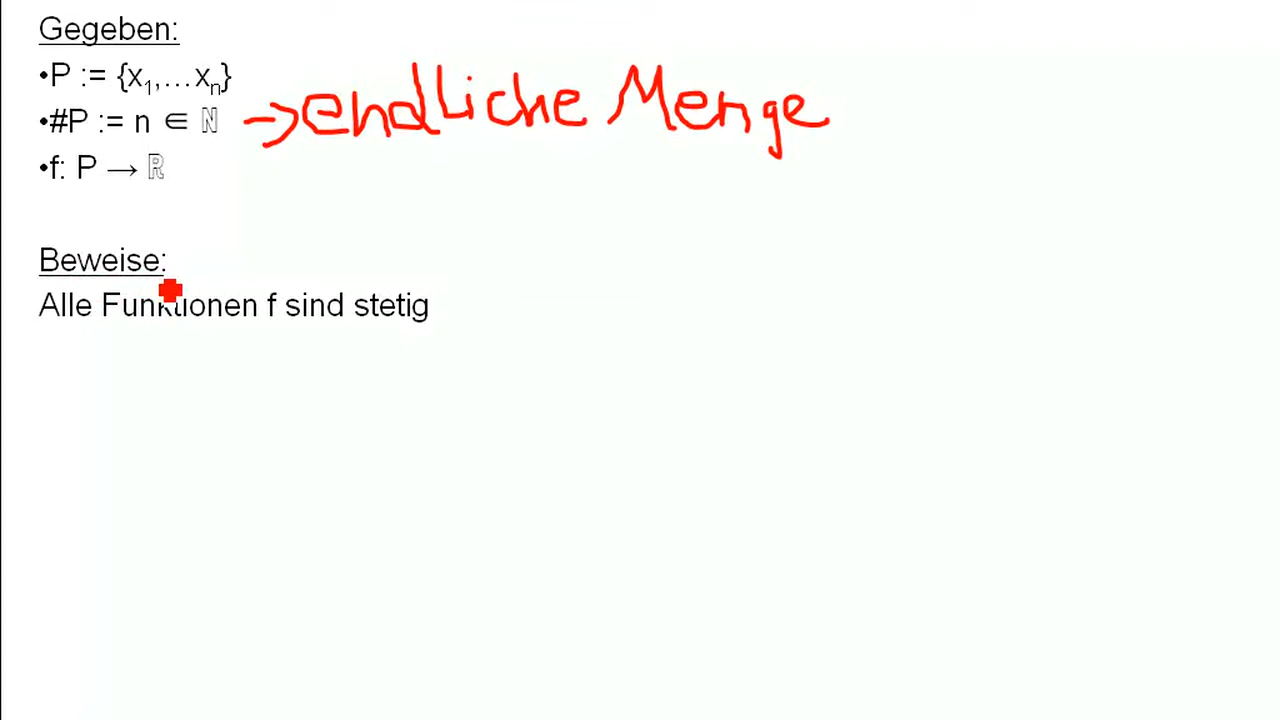 Gegeben:
•P := {x₁,...xₙ}
•#P := n ∈ ℕ → endliche Menge
•f: P → ℝ
Beweise:
Alle Funktionen f sind stetig